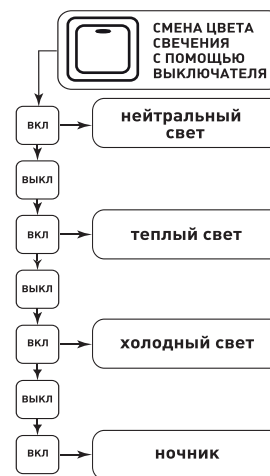 СМЕНА ЦВЕТА
СВЕЧЕНИЯ
С ПОМОЩЬЮ
ВЫКЛЮЧАТЕЛЯ
ВКЛ
нейтральный
свет
ВЫКЛ
ВКЛ
теплый свет
ВЫКЛ
ВКЛ
холодный свет
ВЫКЛ
ВКЛ
ночник